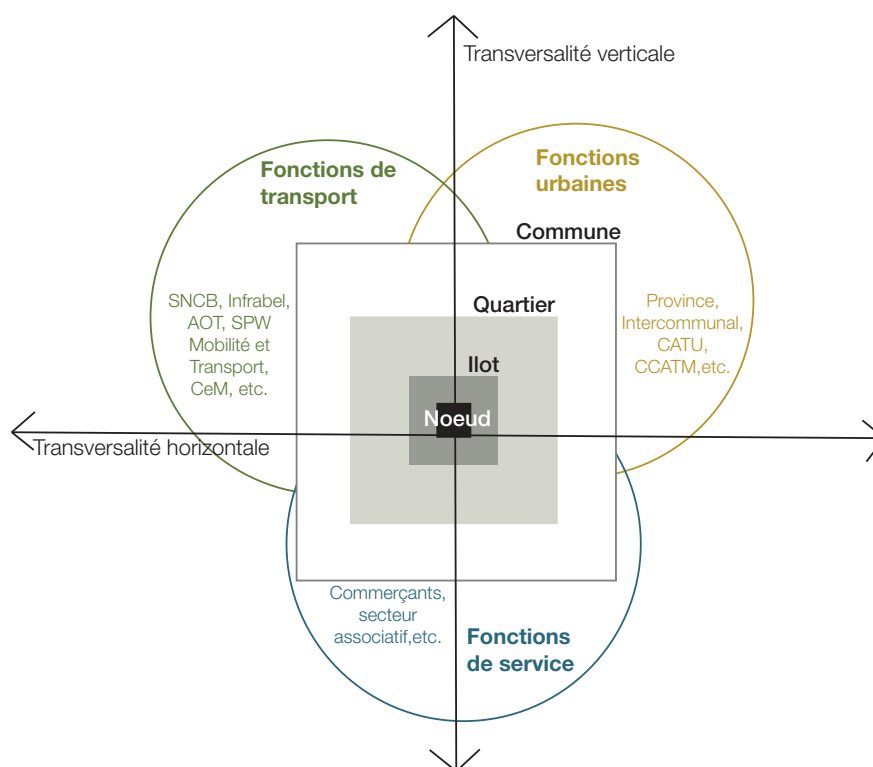 Transversalité verticale
Fonctions de
transport
Fonctions
urbaines
Commune
SNCB, Infrabel,
AOT, SPW
Mobilité et
Transport,
CeM, etc.
Quartier
Province,
Intercommunal,
CATU,
CCATM,etc.
Ilot
Noeud
Transversalité horizontale
Commerçants,
secteur
associatif,etc.
Fonctions
de service